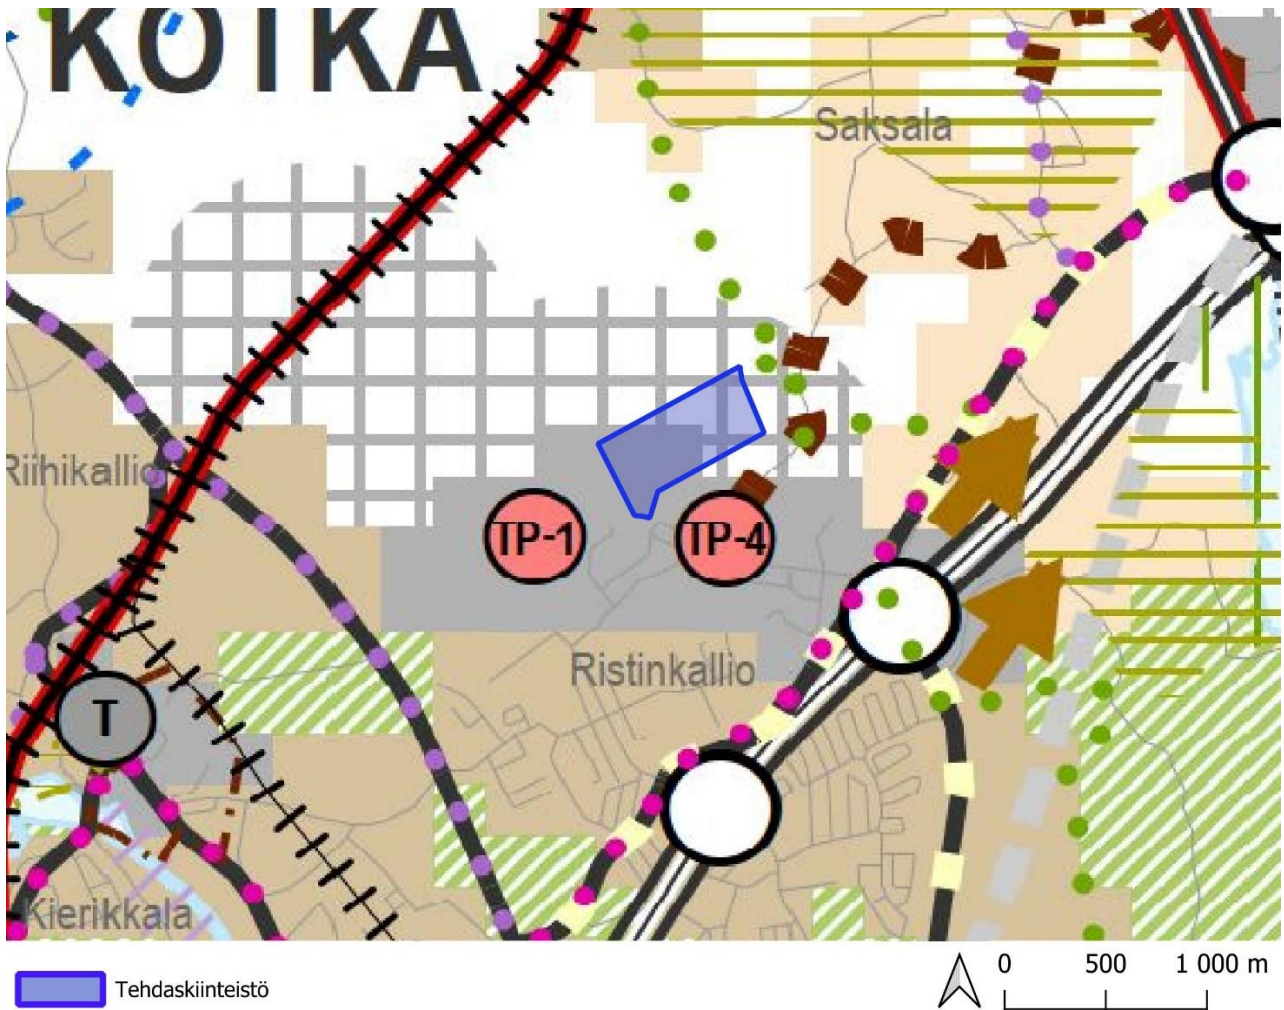 KOTKA
Saksala
Riihikallio
TP-1
TP-4
Ristinkallio
T
Kierikkala
Tehdaskiinteistö
0 500 1 000 m